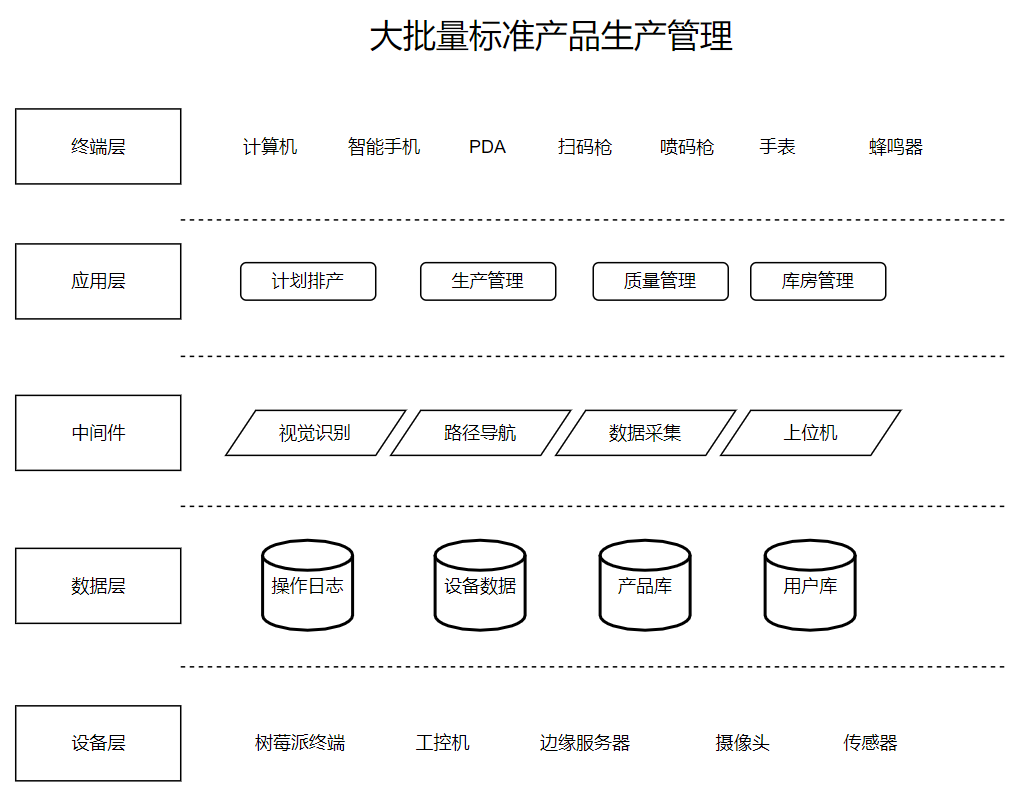 大批量标准产品生产管理
终端层 计算机 智能手机 PDA 扫码枪 喷码枪 手表 蜂鸣器
应用层 计划排产 生产管理 质量管理 库房管理
中间件 视觉识别 路径导航 数据采集 上位机
数据层 操作日志 设备数据 产品库 用户库
设备层 树莓派终端 工控机 边缘服务器 摄像头 传感器